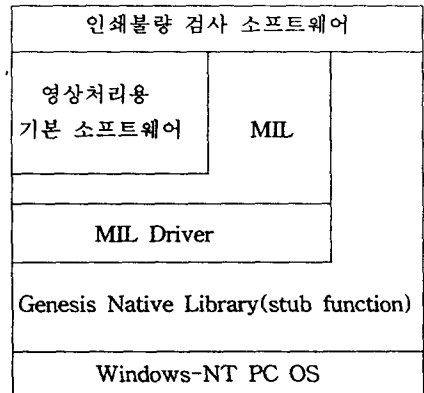 인쇄불량 검사 소프트웨어
영상처리용
기본 소프트웨어
MIL
MIL Driver
Genesis Native Library(stub function)
Windows-NT PC OS